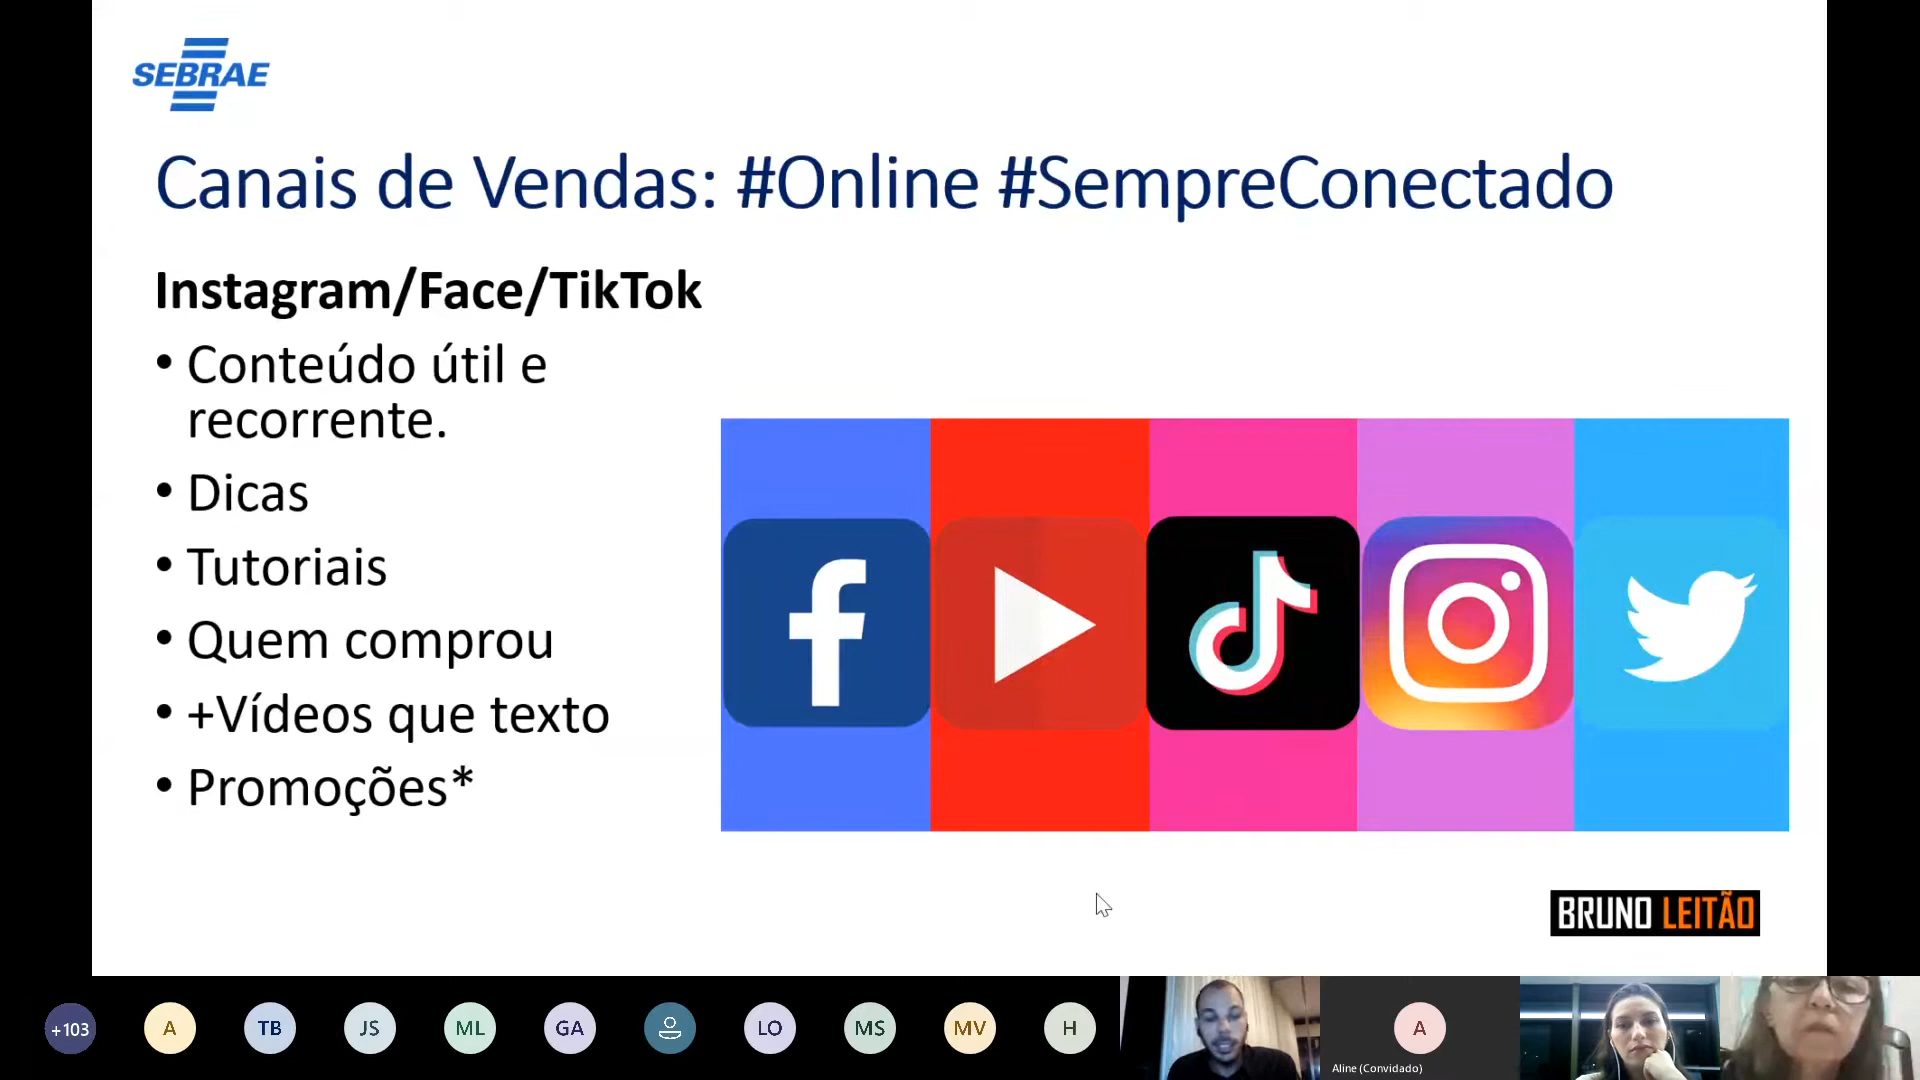 SEBRAE
Canais de Vendas: #Online #SempreConectado
Instagram/Face/TikTok
• Conteúdo útil e
recorrente.
• Dicas
• Tutoriais
• Quem comprou
• +Vídeos que texto
• Promoções*
BRUNO LEITÃO
+103
A
TB
JS
ML
GA
LO
MS
MV
H
A
Aline (Convidado)